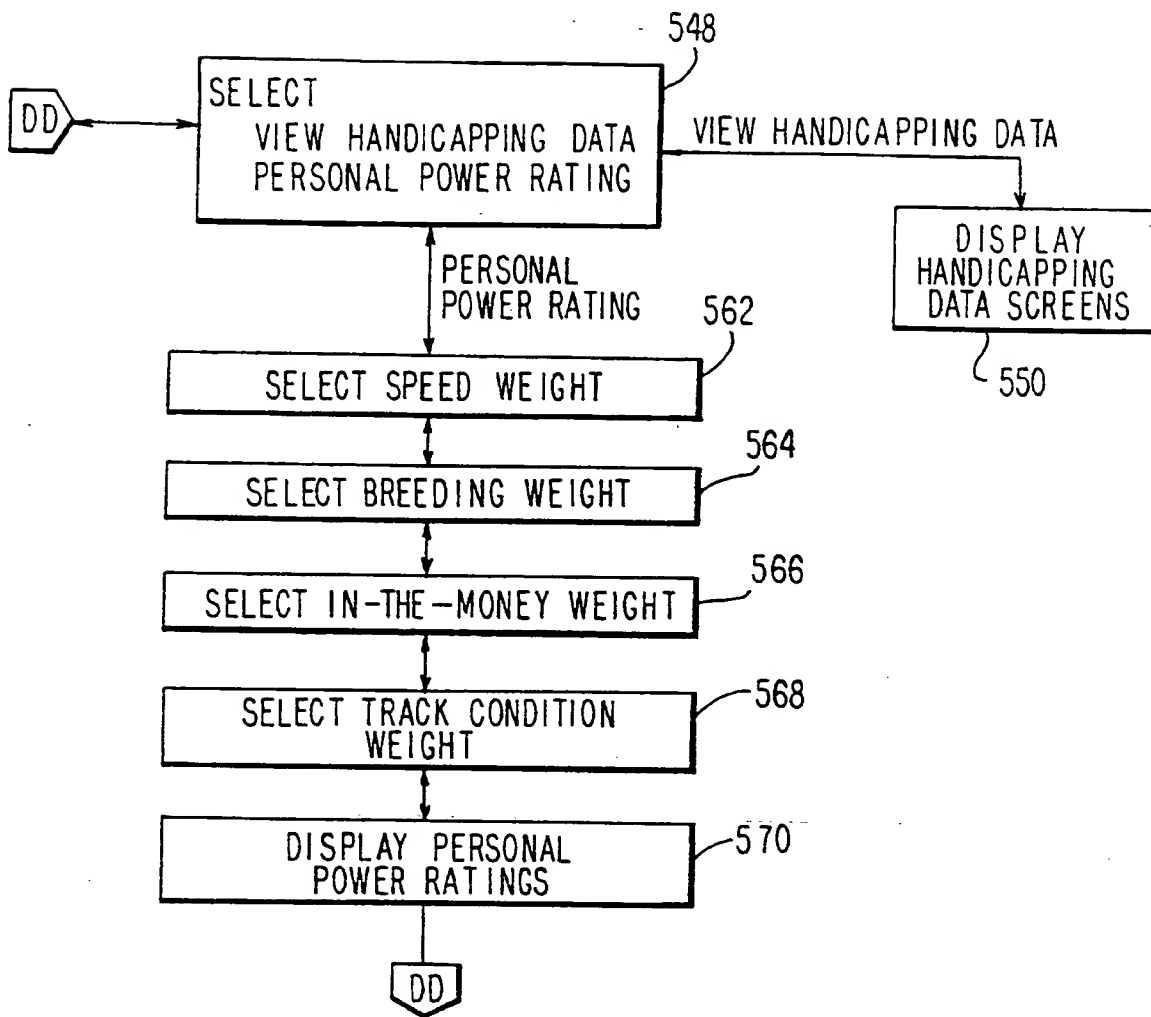 548
DD
SELECT
VIEW HANDICAPPING DATA
PERSONAL POWER RATING
VIEW HANDICAPPING DATA
DISPLAY
HANDICAPPING
DATA SCREENS
550
PERSONAL
POWER RATING
562
SELECT SPEED WEIGHT
564
SELECT BREEDING WEIGHT
566
SELECT IN-THE-MONEY WEIGHT
568
SELECT TRACK CONDITION
WEIGHT
570
DISPLAY PERSONAL
POWER RATINGS
DD